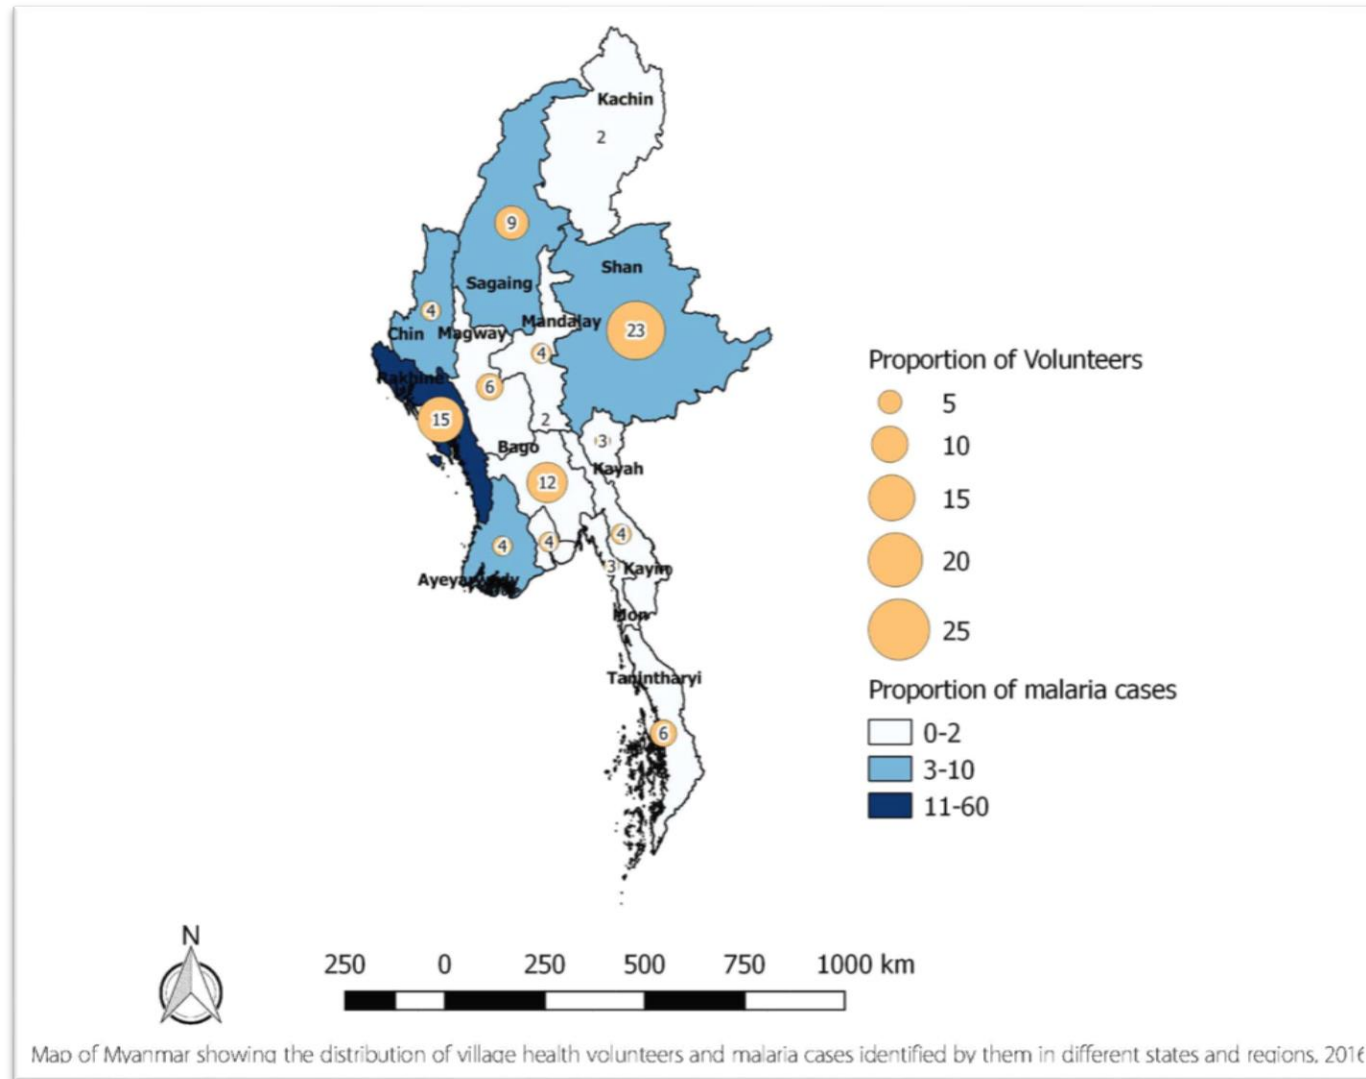 Kachin
2
9
Shan
Sagaing
4
Mandalay
23
Chin
Magway
4
Rakhine
6
15
2
Bago
3
Kayah
12
4
4
4
3
Kayin
Ayeyarwady
Mon
Tanintharyi
6
Proportion of Volunteers
5
10
15
20
25
Proportion of malaria cases
0-2
3-10
11-60
N
250 0 250 500 750 1000 km
Map of Myanmar showing the distribution of village health volunteers and malaria cases identified by them in different states and regions, 2016